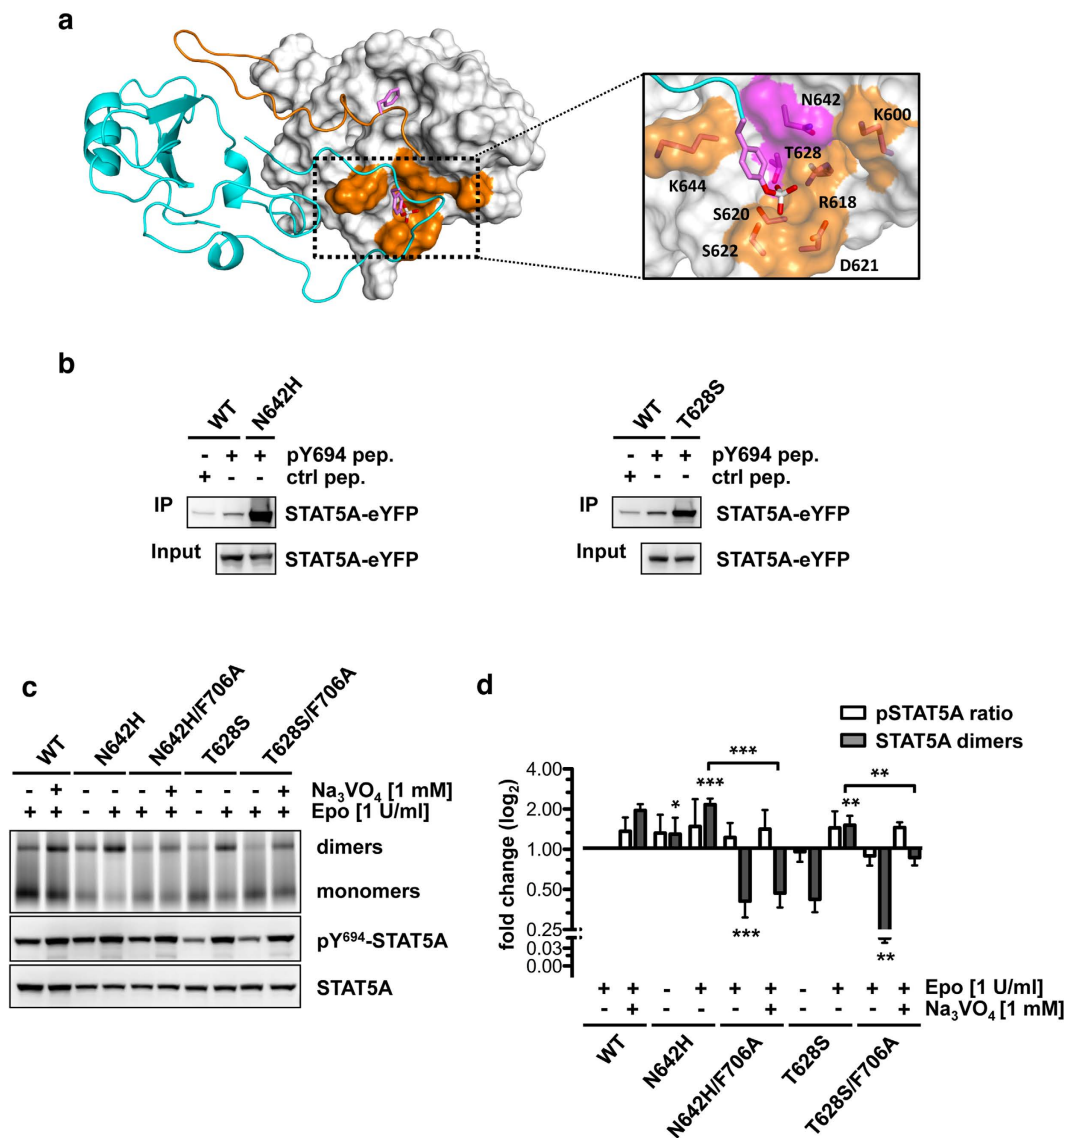 a
N642
K600
T628
K644
R618
S620
S622
D621
b
WT N642H
- + + pY694 pep.
+ - - ctrl pep.
IP STAT5A-eYFP
Input STAT5A-eYFP
WT T628S
- + + pY694 pep.
+ - - ctrl pep.
IP STAT5A-eYFP
Input STAT5A-eYFP
c
WT N642H N642H/F706A T628S T628S/F706A
- + - - - + - - - + Na₃VO₄ [1 mM]
+ + - + + + - + + + Epo [1 U/ml]
dimers
monomers
pY⁶⁹⁴-STAT5A
STAT5A
d
pSTAT5A ratio
STAT5A dimers
fold change (log₂)
4.00
2.00
1.00
0.50
0.25
0.03
0.00
* *** *** *** ** ** **
+ + - + + + - + + + Epo [1 U/ml]
- + - - - + - - - + Na₃VO₄ [1 mM]
WT N642H N642H/F706A T628S T628S/F706A